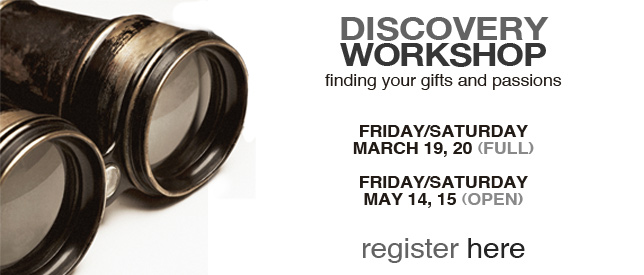 DISCOVERY
WORKSHOP
finding your gifts and passions
FRIDAY/SATURDAY
MARCH 19, 20 (FULL)
FRIDAY/SATURDAY
MAY 14, 15 (OPEN)
register here